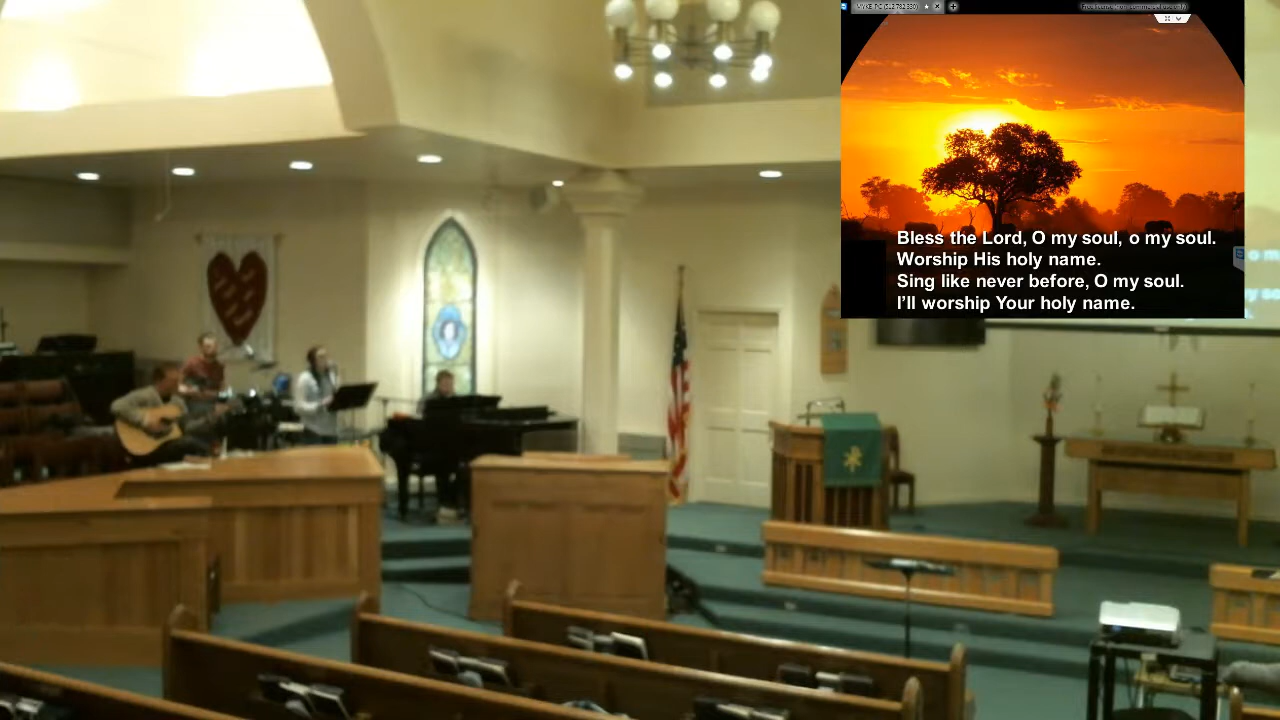 Bless the Lord, O my soul, o my soul.
Worship His holy name.
Sing like never before, O my soul.
I'll worship Your holy name.